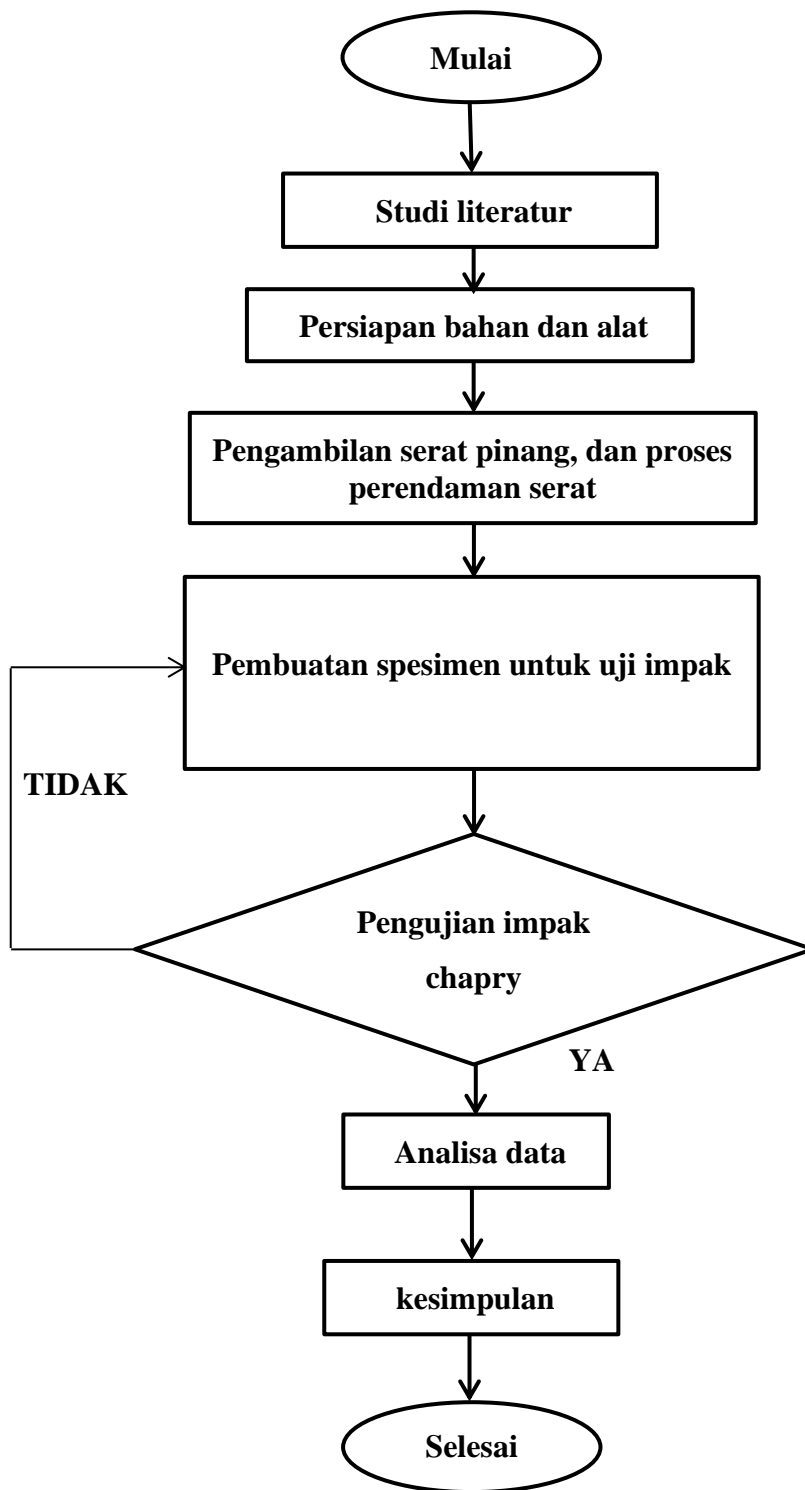 Mulai
Studi literatur
Persiapan bahan dan alat
Pengambilan serat pinang, dan proses
perendaman serat
Pembuatan spesimen untuk uji impak
TIDAK
Pengujian impak
chapry
YA
Analisa data
kesimpulan
Selesai